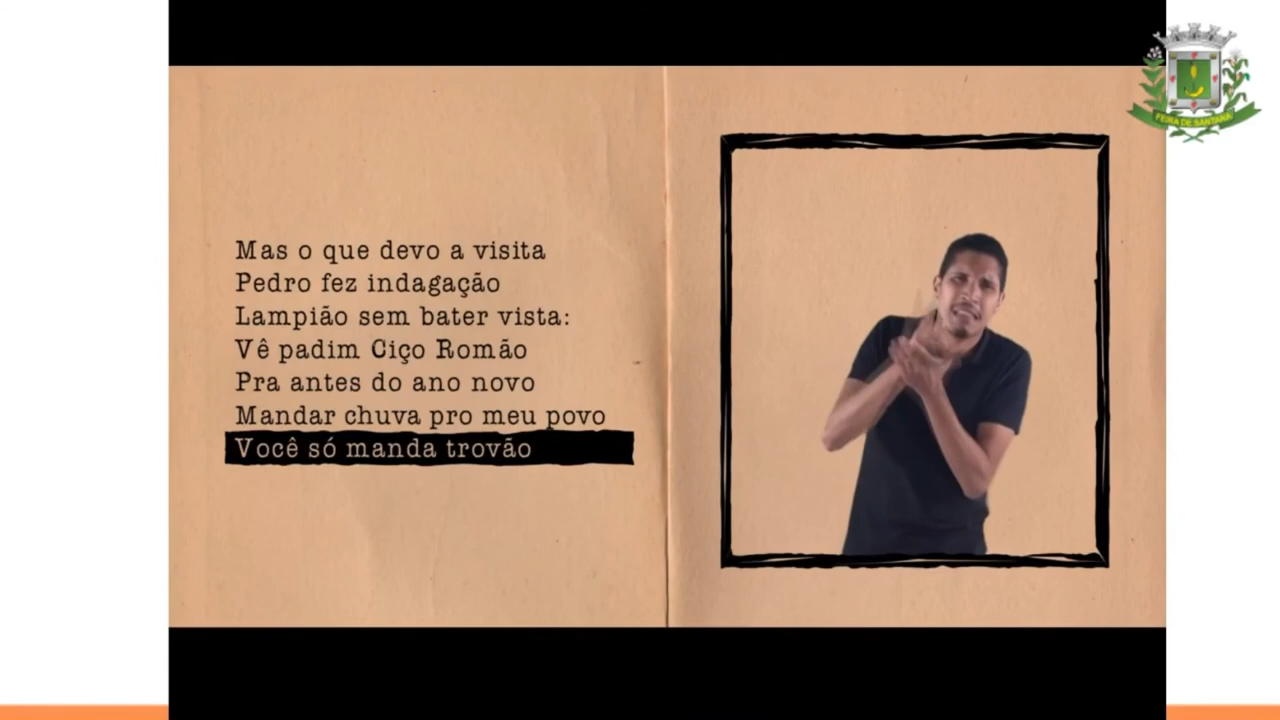 Mas o que devo a visita
Pedro fez indagação
Lampião sem bater vista:
Vê padim Ciço Romão
Pra antes do ano novo
Mandar chuva pro meu povo
Você só manda trovão
FEIRA DE SANTANA